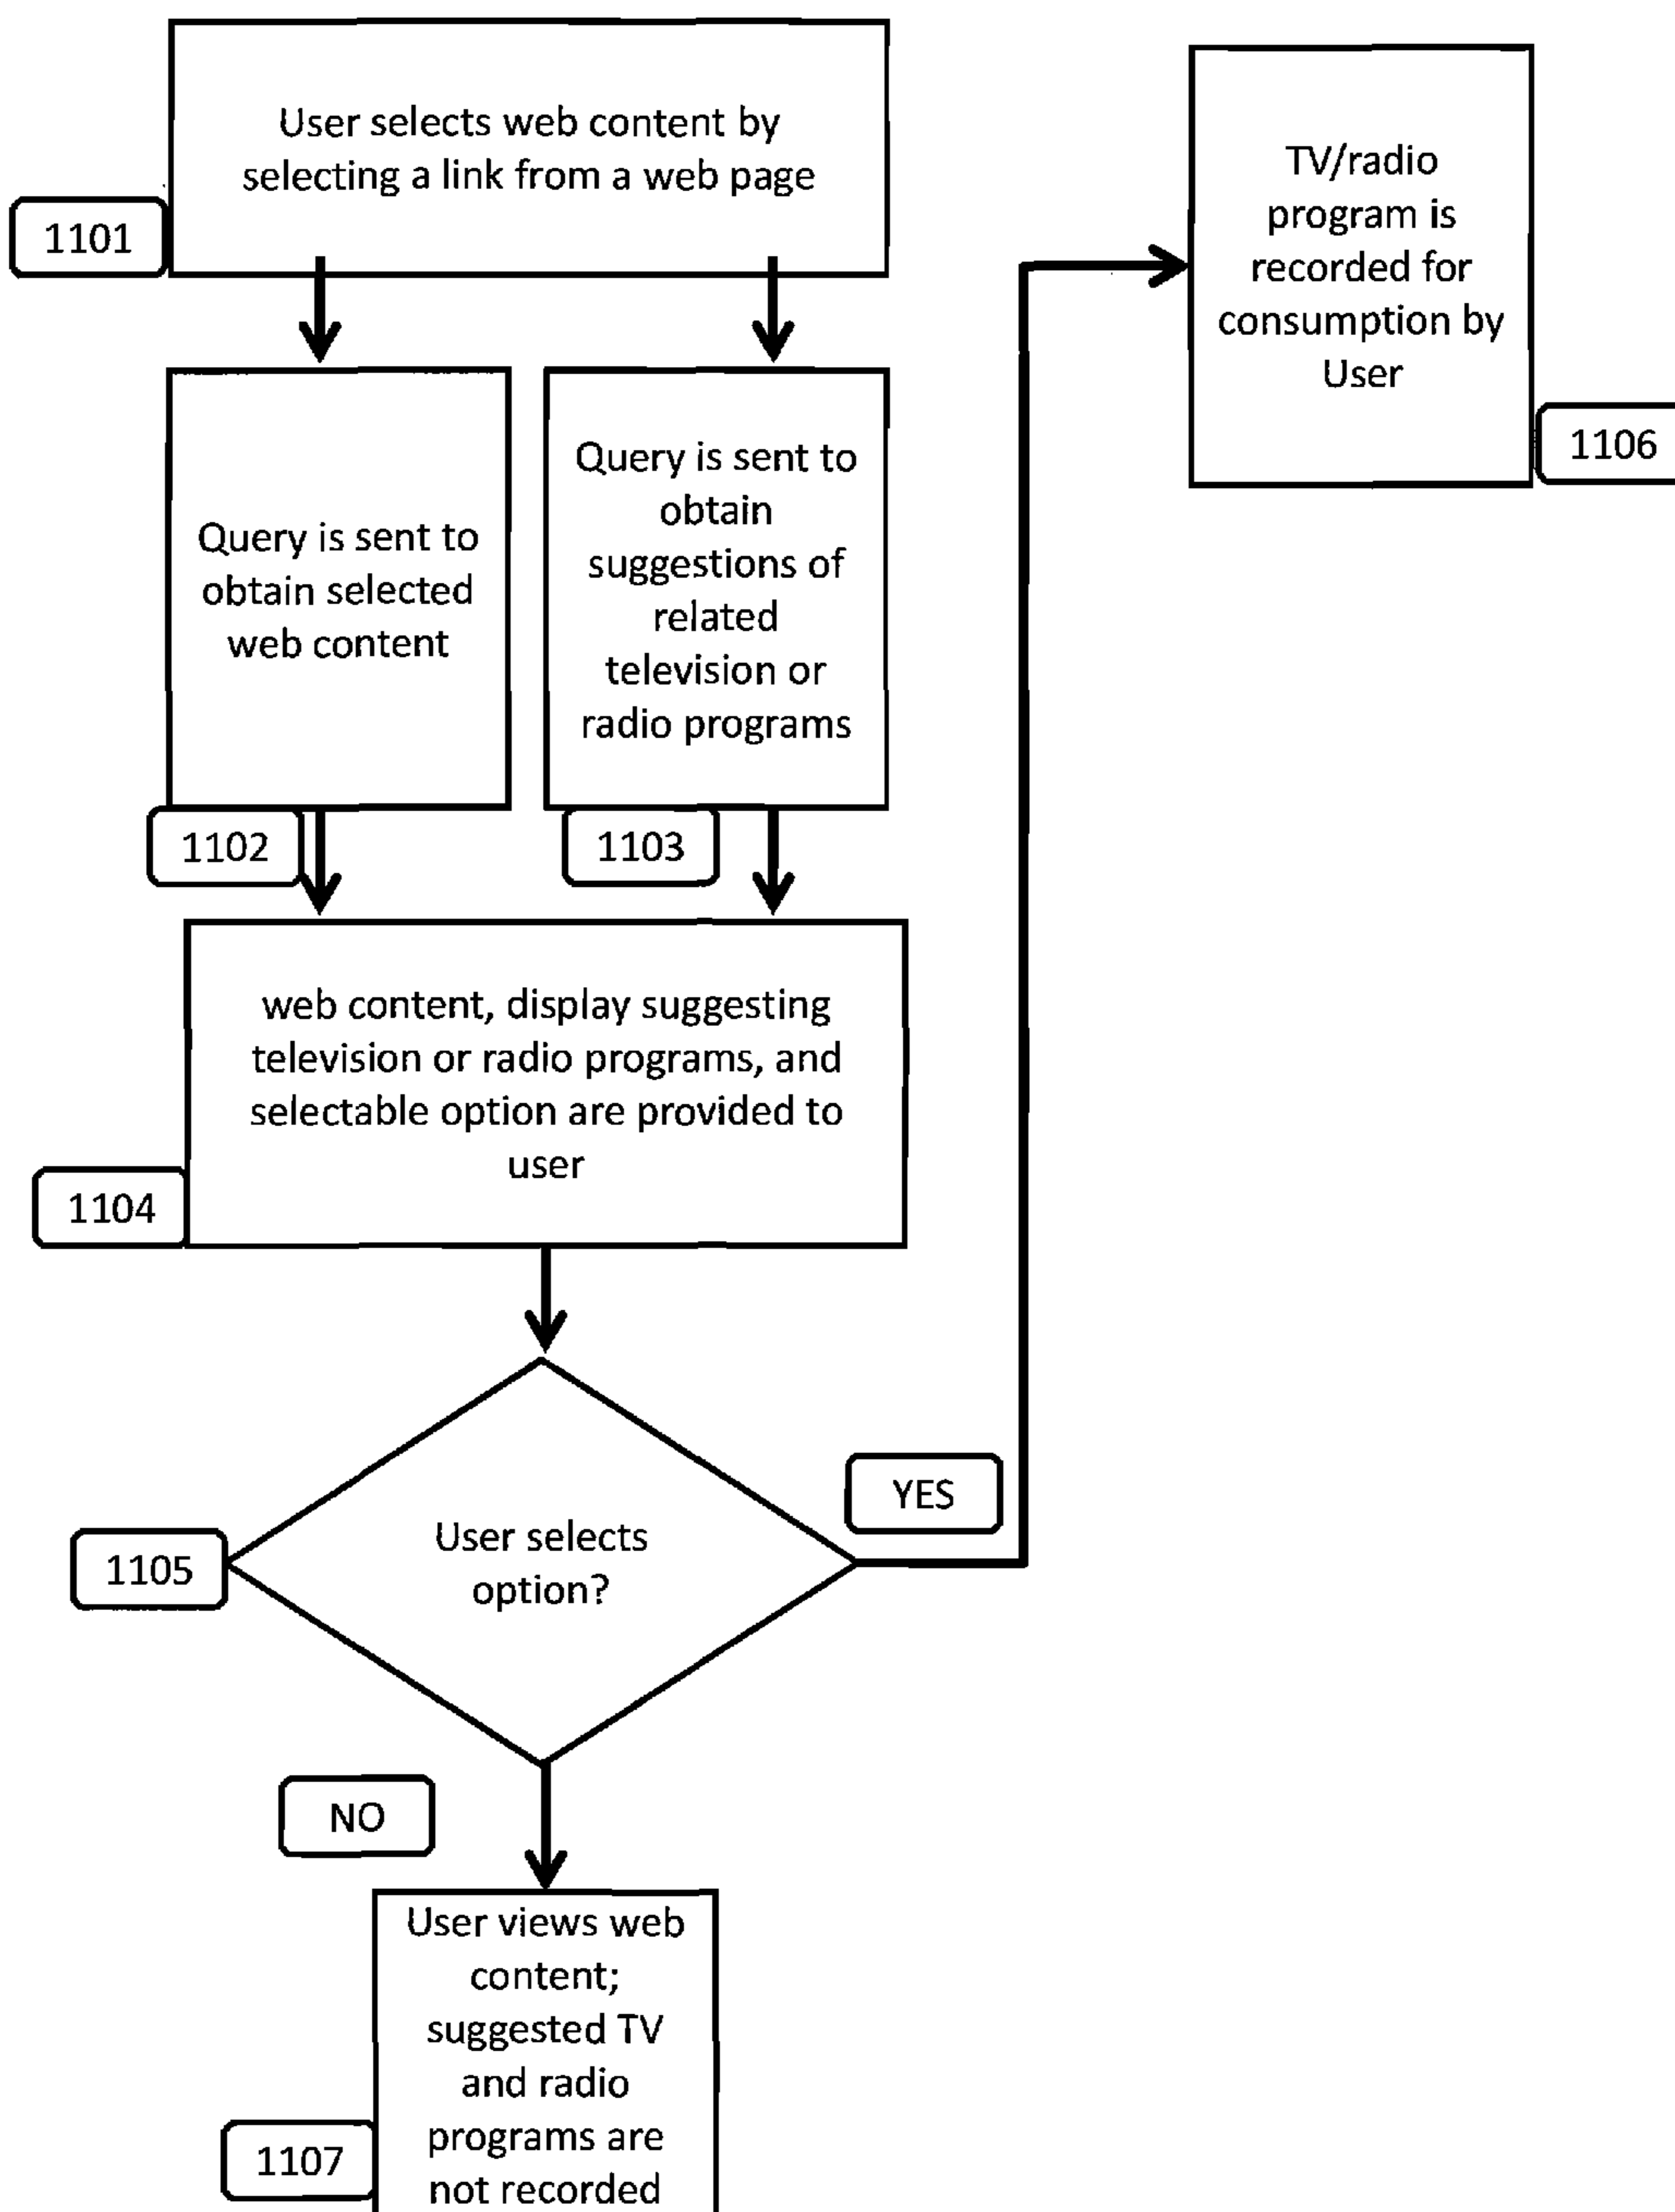 User selects web content by
selecting a link from a web page
1101
Query is sent to
obtain selected
web content
1102
Query is sent to
obtain
suggestions of
related
television or
radio programs
1103
web content, display suggesting
television or radio programs, and
selectable option are provided to
user
1104
User selects
option?
1105
YES
TV/radio
program is
recorded for
consumption by
User
1106
NO
User views web
content;
suggested TV
and radio
programs are
not recorded
1107